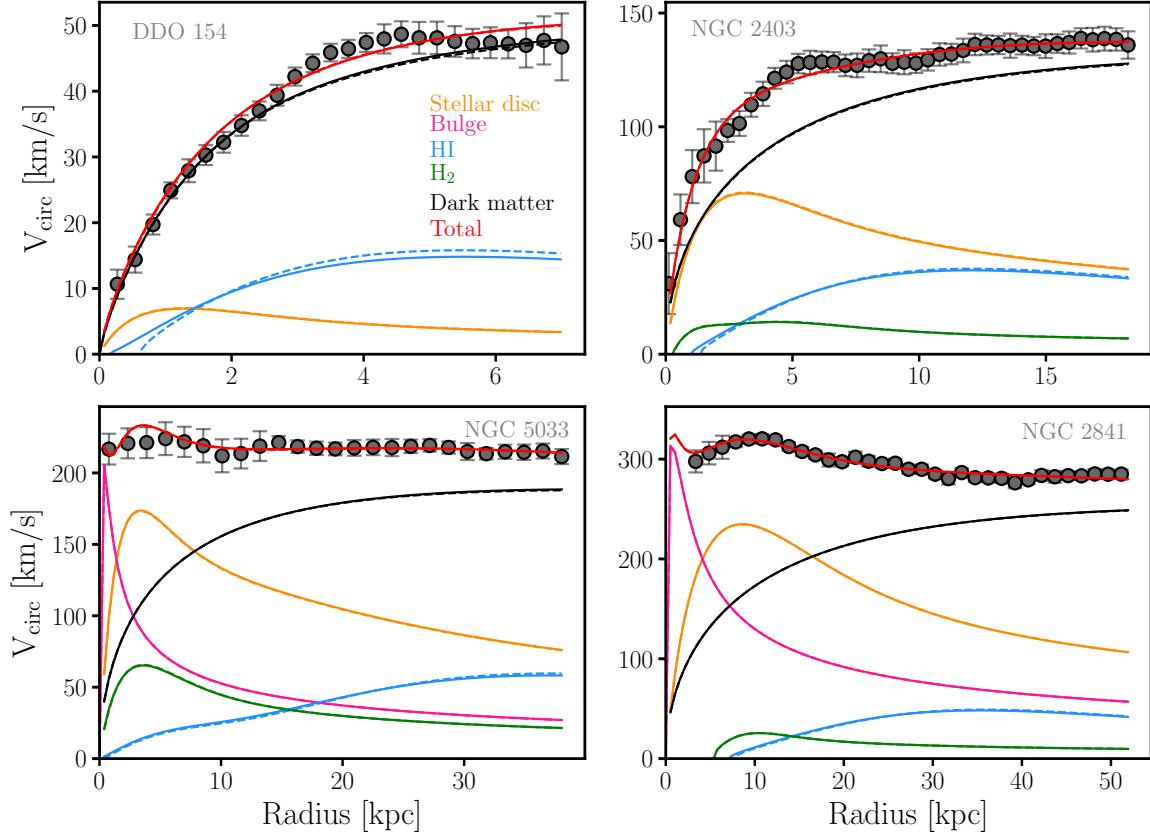 DDO 154
NGC 2403
Stellar disc
Bulge
HI
H₂
Dark matter
Total
V_circ [km/s]
0
10
20
30
40
50
0
2
4
6
0
50
100
150
0
5
10
15
NGC 5033
NGC 2841
V_circ [km/s]
0
50
100
150
200
0
10
20
30
Radius [kpc]
0
100
200
300
0
10
20
30
40
50
Radius [kpc]